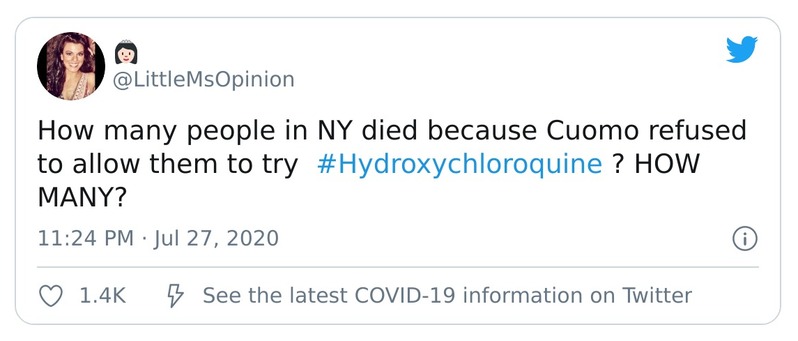 @LittleMsOpinion
How many people in NY died because Cuomo refused
to allow them to try #Hydroxychloroquine ? HOW
MANY?
11:24 PM · Jul 27, 2020
1.4K See the latest COVID-19 information on Twitter